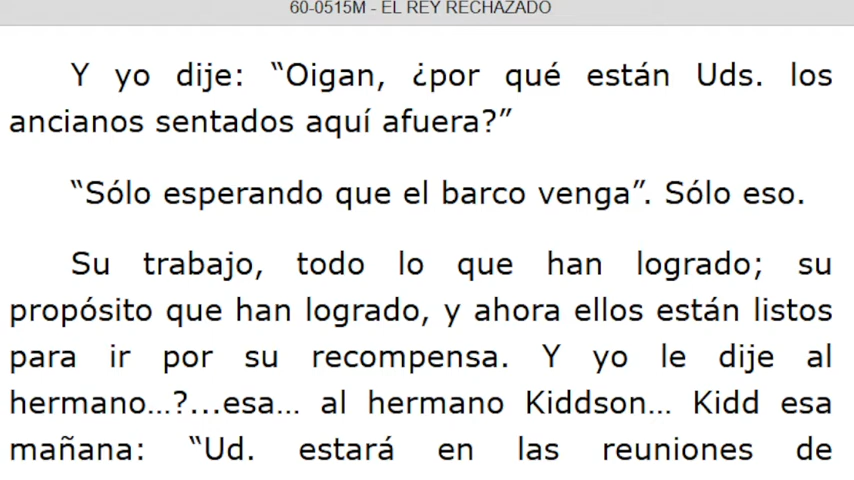 60-0515M - EL REY RECHAZADO
Y yo dije: “Oigan, ¿por qué están Uds. los
ancianos sentados aquí afuera?”
“Sólo esperando que el barco venga”. Sólo eso.
Su trabajo, todo lo que han logrado; su
propósito que han logrado, y ahora ellos están listos
para ir por su recompensa. Y yo le dije al
hermano...?...esa... al hermano Kiddson... Kidd esa
mañana: “Ud. estará en las reuniones de